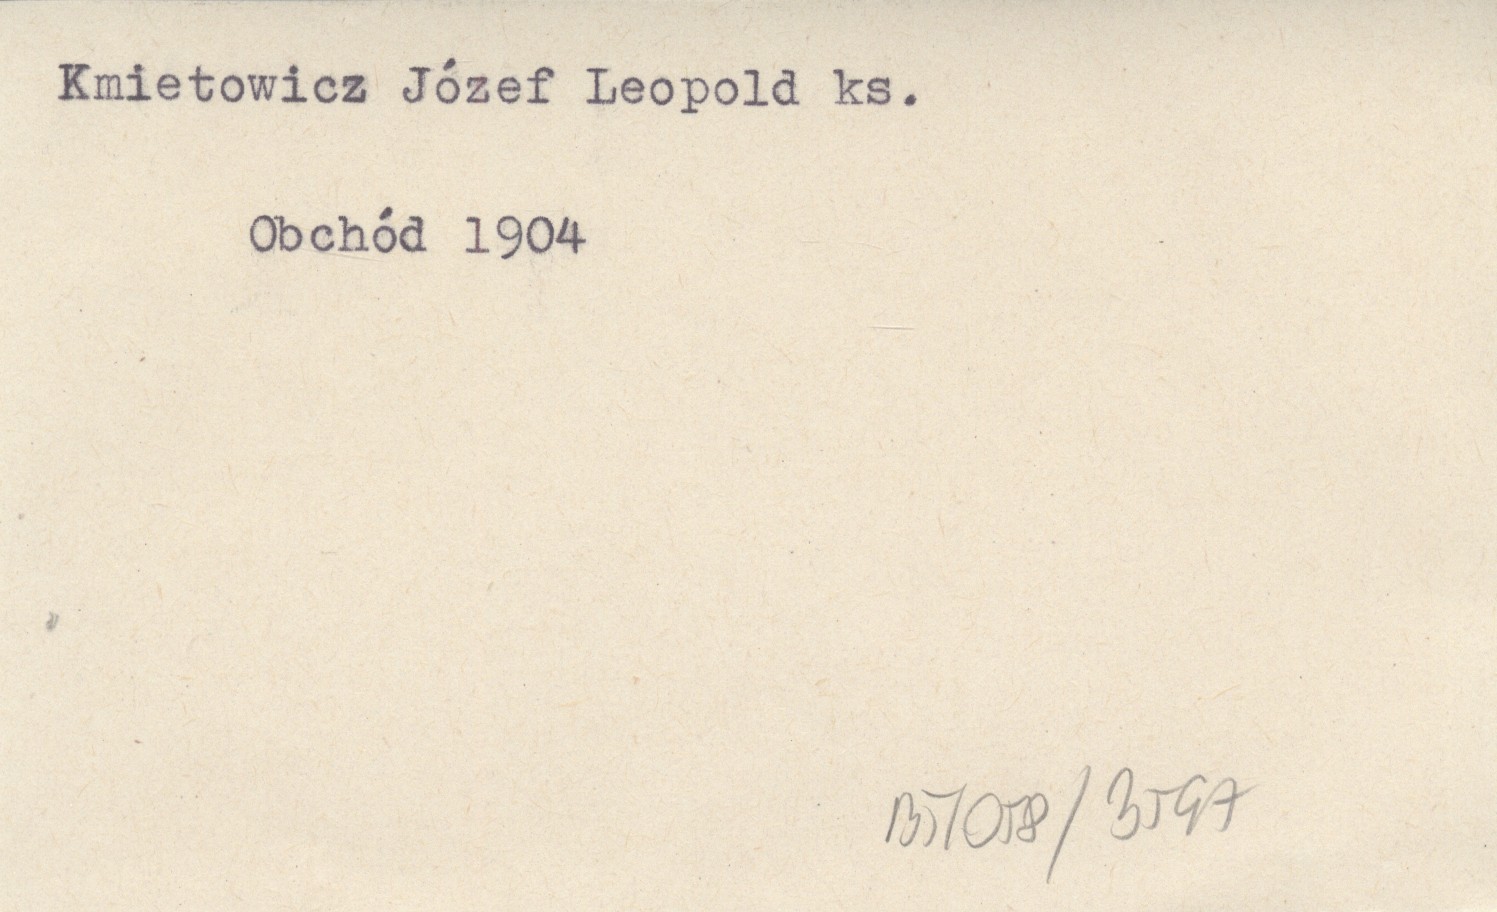 Kmietowicz Józef Leopold ks.
Obchód 1904